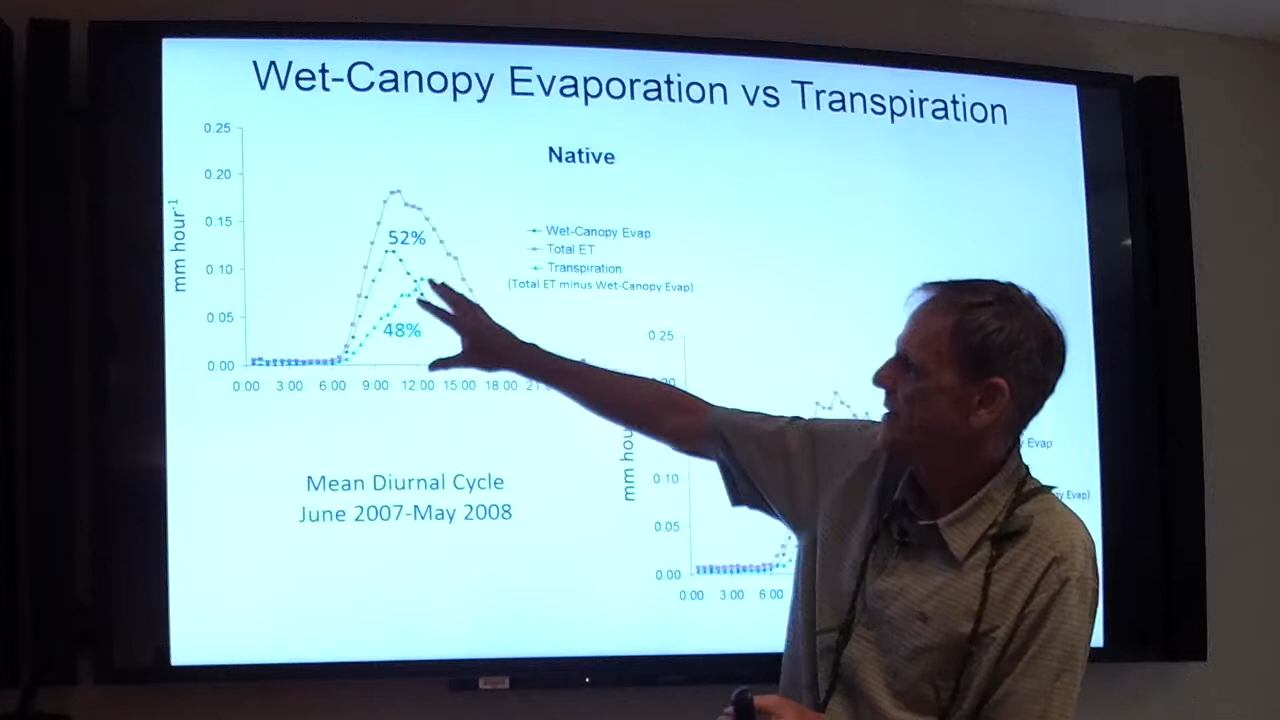 Wet-Canopy Evaporation vs Transpiration
0.25
0.20
0.15
0.10
0.05
0.00
mm hour-1
Native
52%
48%
Wet-Canopy Evap
Total ET
Transpiration
(Total ET minus Wet-Canopy Evap)
0.00 3.00 6.00 9.00 12.00 15.00 18.00
Mean Diurnal Cycle
June 2007-May 2008
0.25
0.10
0.05
0.00
mm
Evap
Evap)
0.00 3.00 6.00